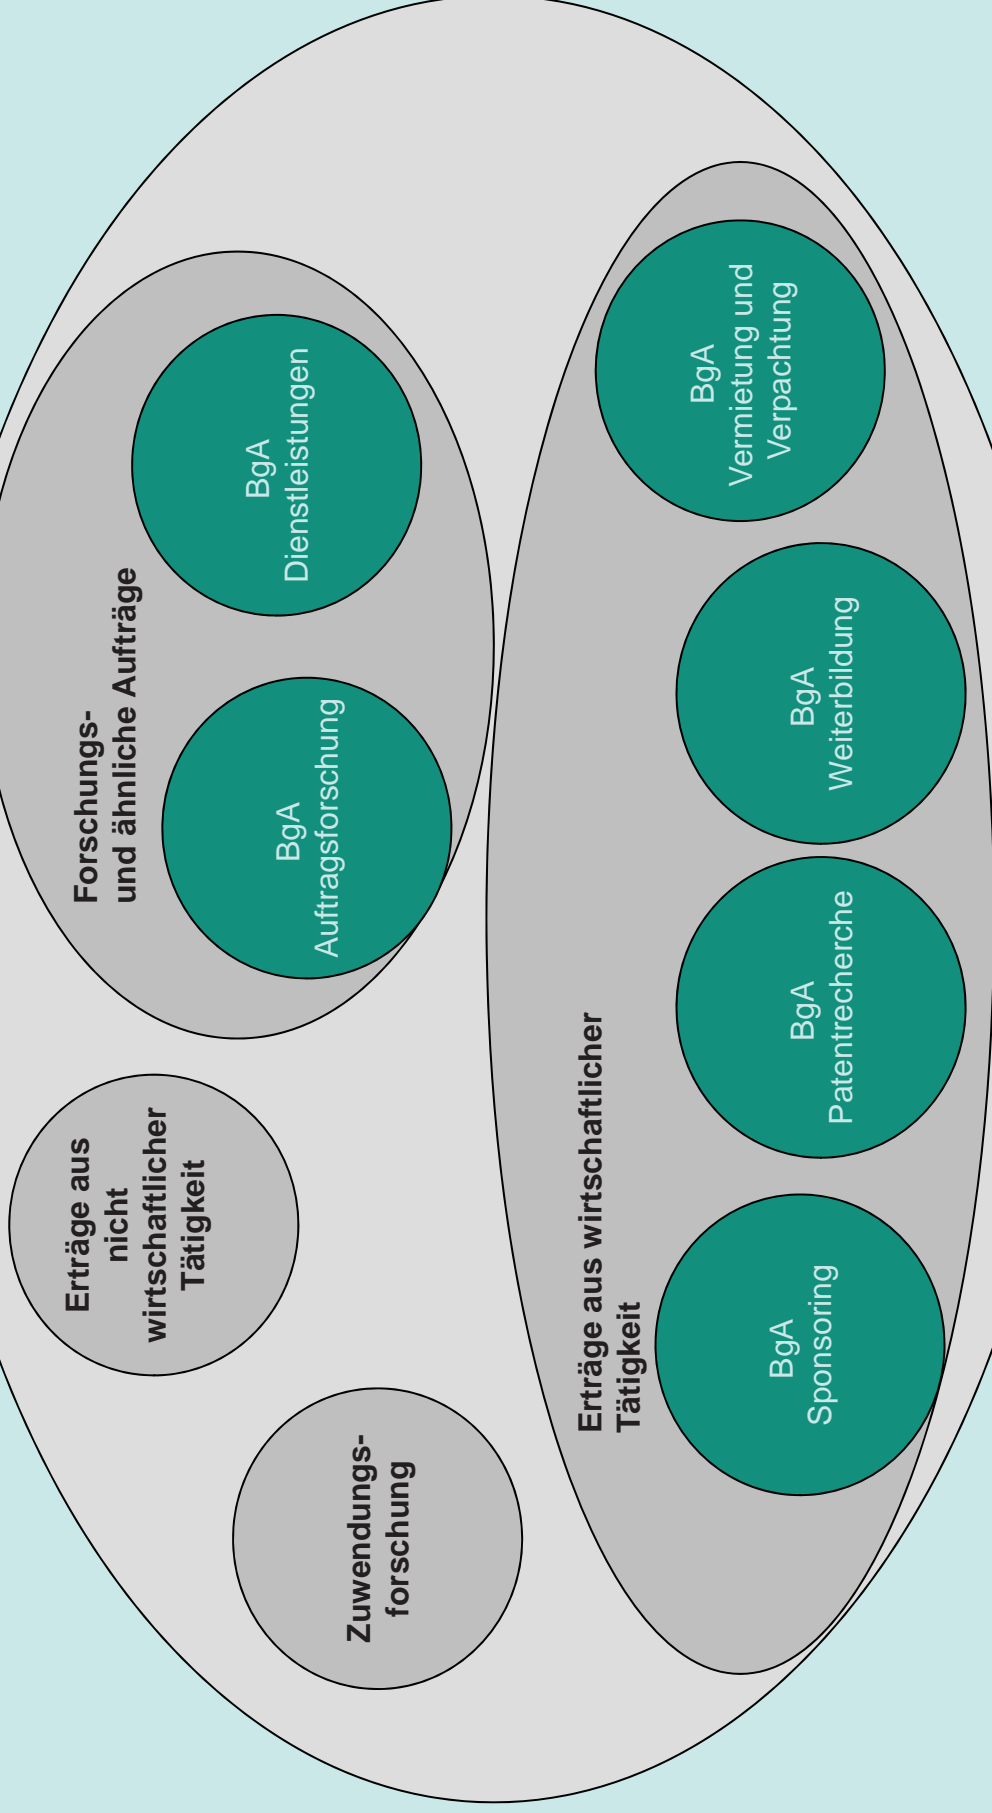 Forschungs-
und ähnliche Aufträge
BgA
Auftragsforschung
BgA
Dienstleistungen
Erträge aus
nicht
wirtschaftlicher
Tätigkeit
Zuwendungs-
forschung
Erträge aus wirtschaftlicher
Tätigkeit
BgA
Sponsoring
BgA
Patentrecherche
BgA
Weiterbildung
BgA
Vermietung und
Verpachtung